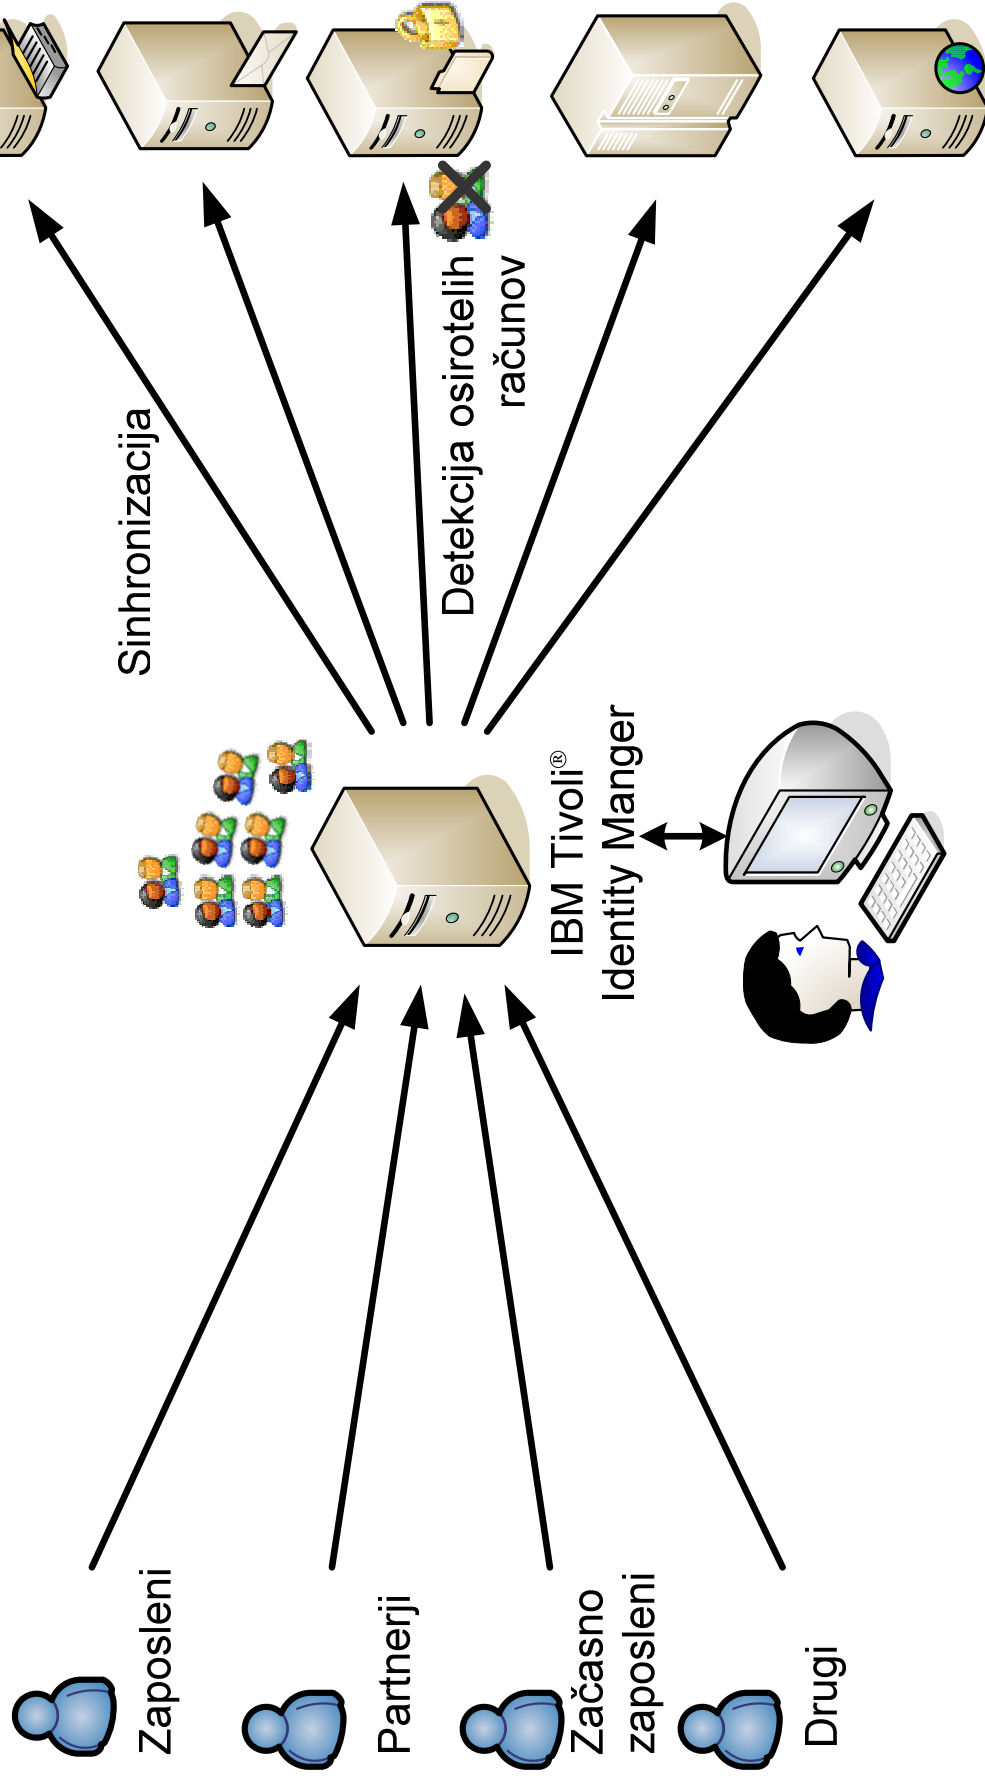 Zaposleni
Partnerji
Začasno
zaposleni
Drugi
IBM Tivoli®
Identity Manger
Sinhronizacija
Detekcija osirotelih
računov